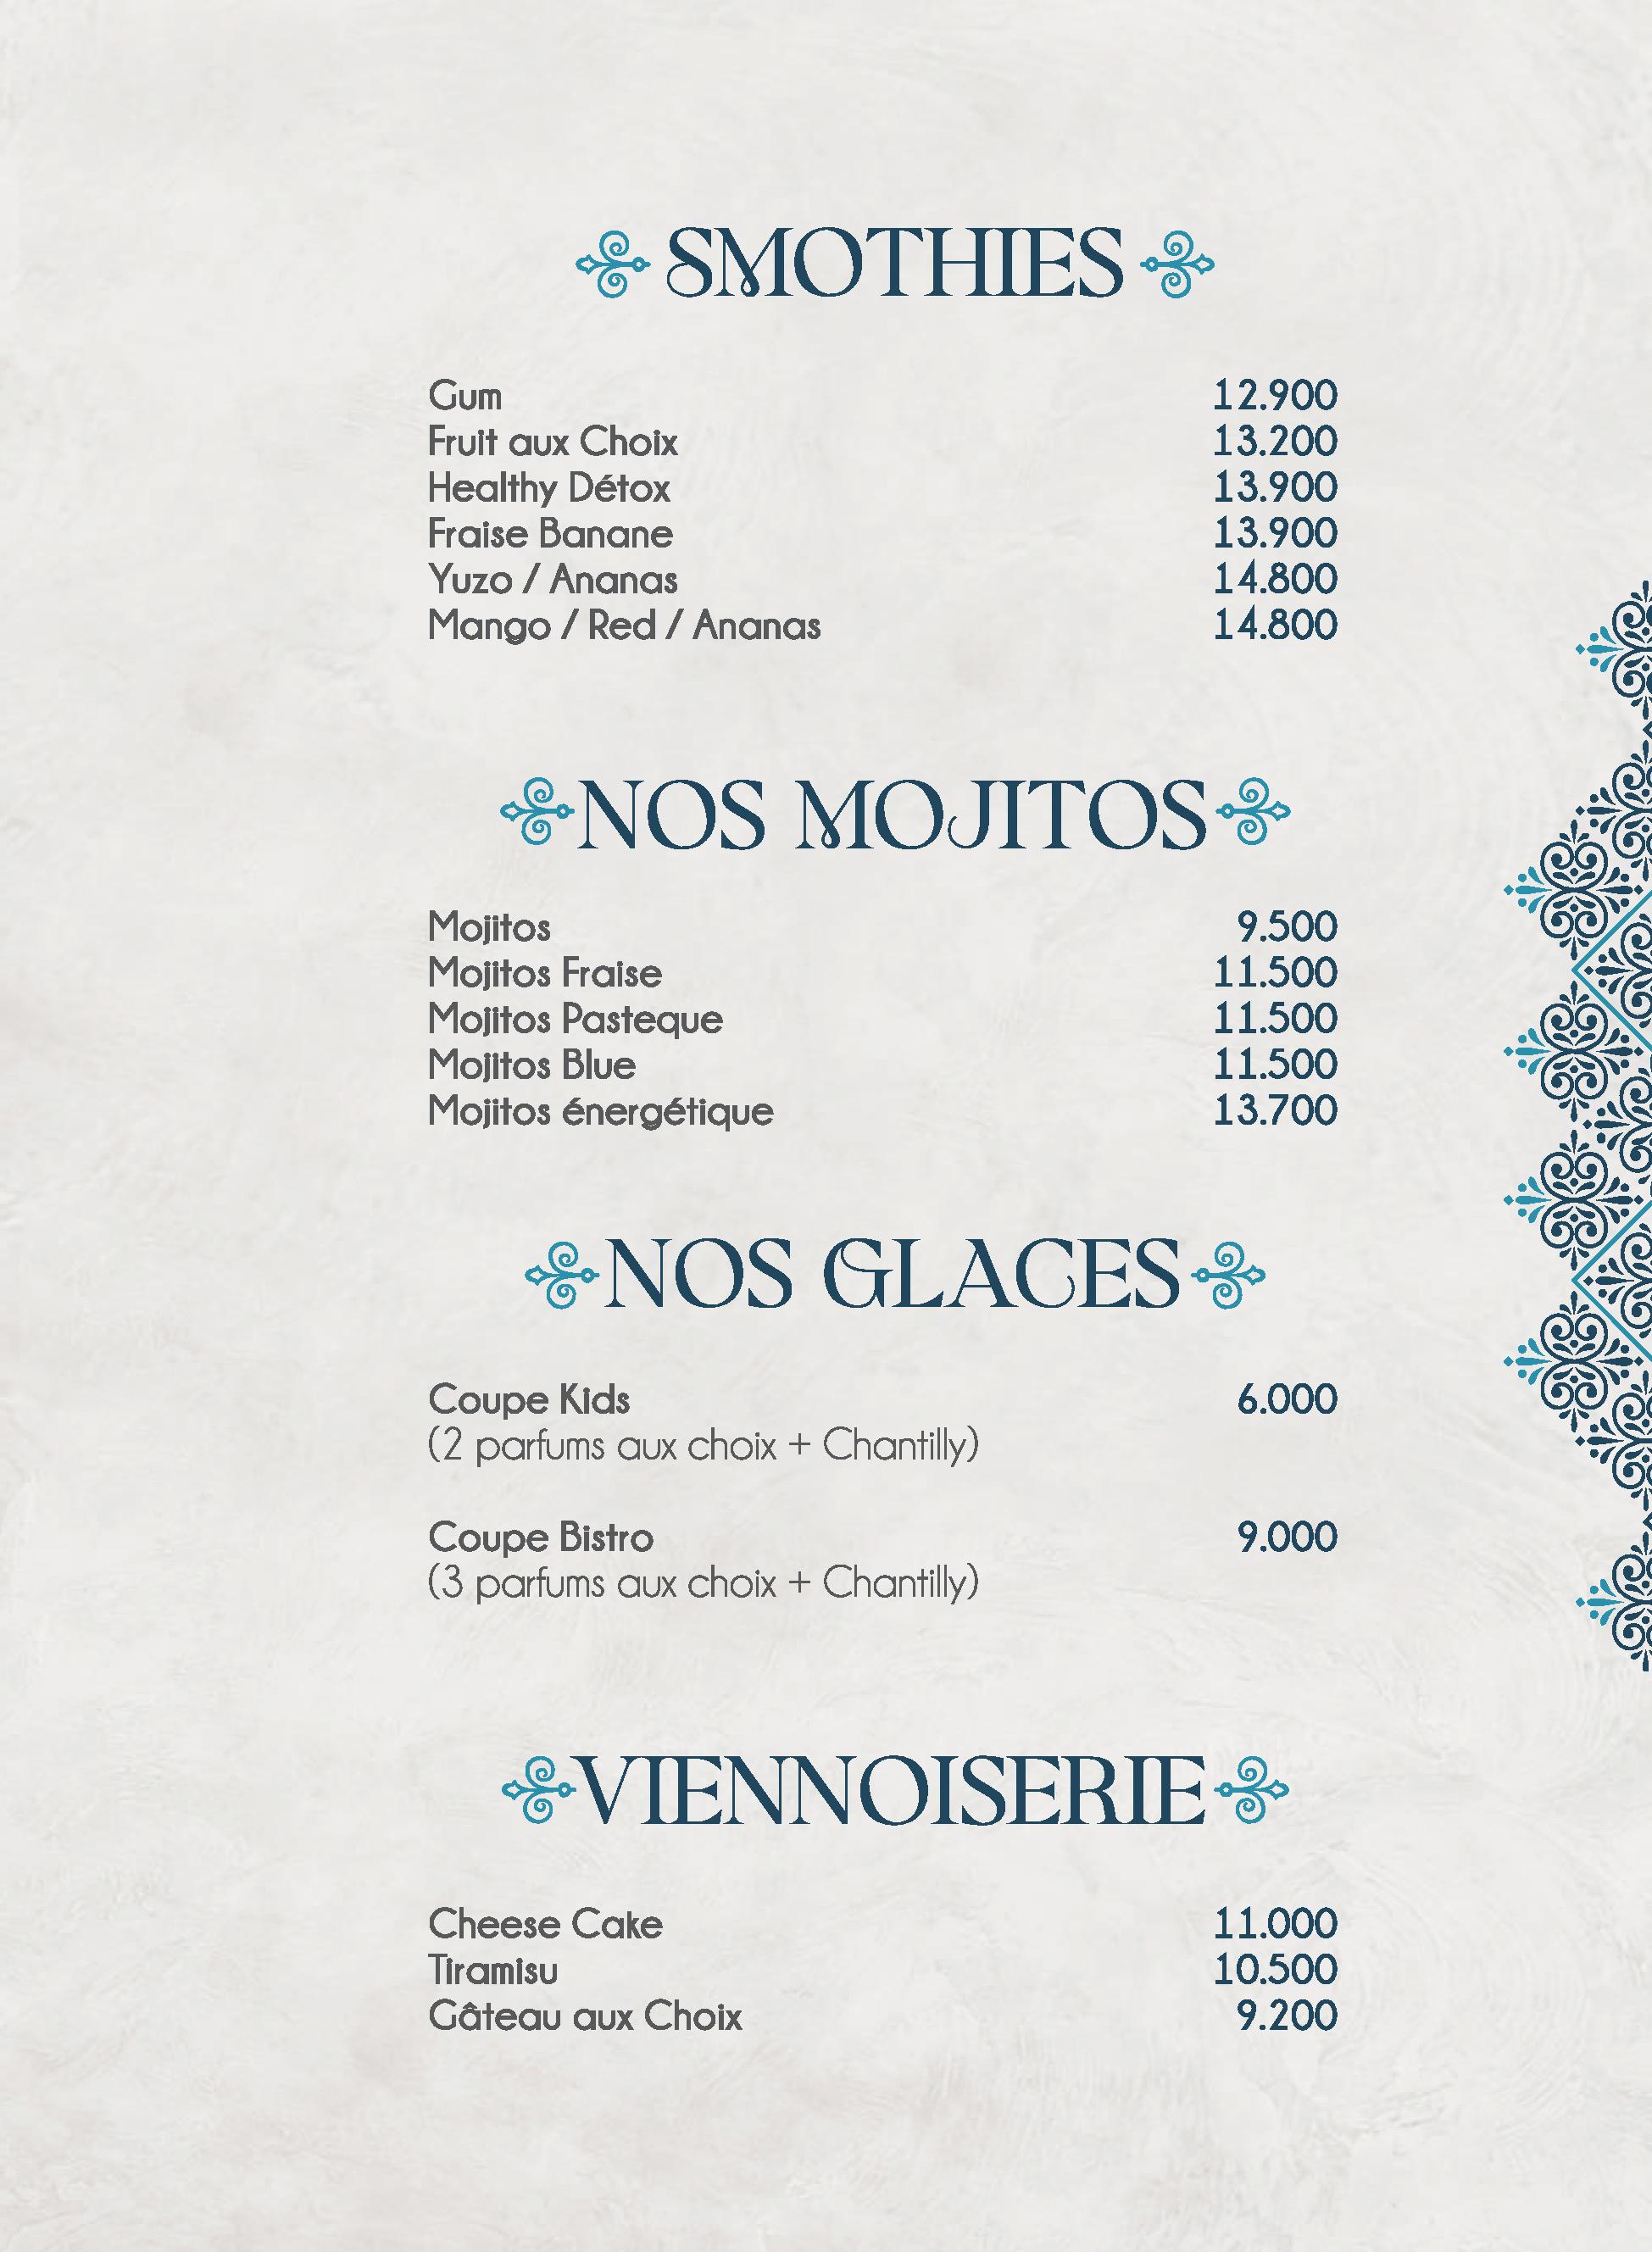 SMOTHIES
Gum 12.900
Fruit aux Choix 13.200
Healthy Détox 13.900
Fraise Banane 13.900
Yuzo / Ananas 14.800
Mango / Red / Ananas 14.800
NOS MOJITOS
Mojitos 9.500
Mojitos Fraise 11.500
Mojitos Pasteque 11.500
Mojitos Blue 11.500
Mojitos énergétique 13.700
NOS GLACES
Coupe Kids 6.000
(2 parfums aux choix + Chantilly)
Coupe Bistro 9.000
(3 parfums aux choix + Chantilly)
VIENNOISERIE
Cheese Cake 11.000
Tiramisu 10.500
Gâteau aux Choix 9.200